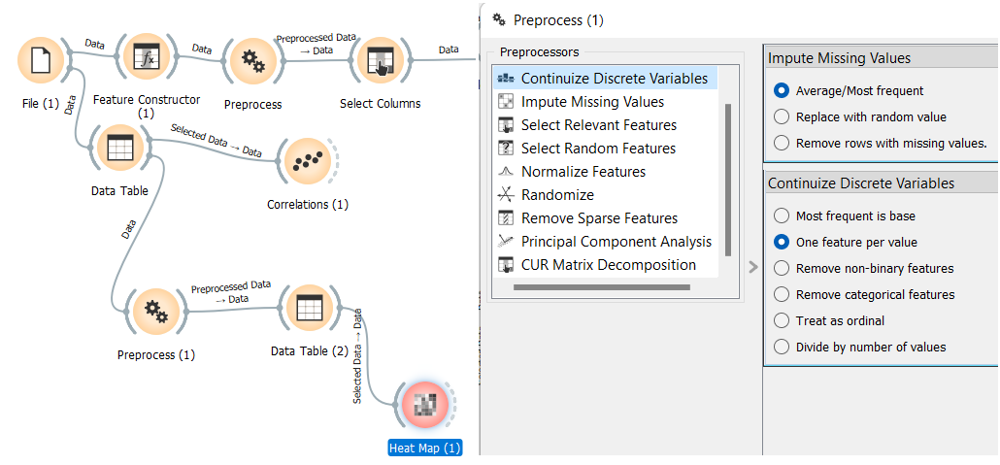 Data
Data
Preprocessed Data
→ Data
Data
File (1)
Feature Constructor
(1)
Preprocess
Select Columns
Data
Selected Data → Data
Data Table
Correlations (1)
Data
Preprocessed Data
→ Data
Preprocess (1)
Data Table (2)
Selected Data → Data
Heat Map (1)
Preprocess (1)
Preprocessors
Continuize Discrete Variables
Impute Missing Values
Select Relevant Features
Select Random Features
Normalize Features
Randomize
Remove Sparse Features
Principal Component Analysis
CUR Matrix Decomposition
Impute Missing Values
Average/Most frequent
Replace with random value
Remove rows with missing values.
Continuize Discrete Variables
Most frequent is base
One feature per value
Remove non-binary features
Remove categorical features
Treat as ordinal
Divide by number of values